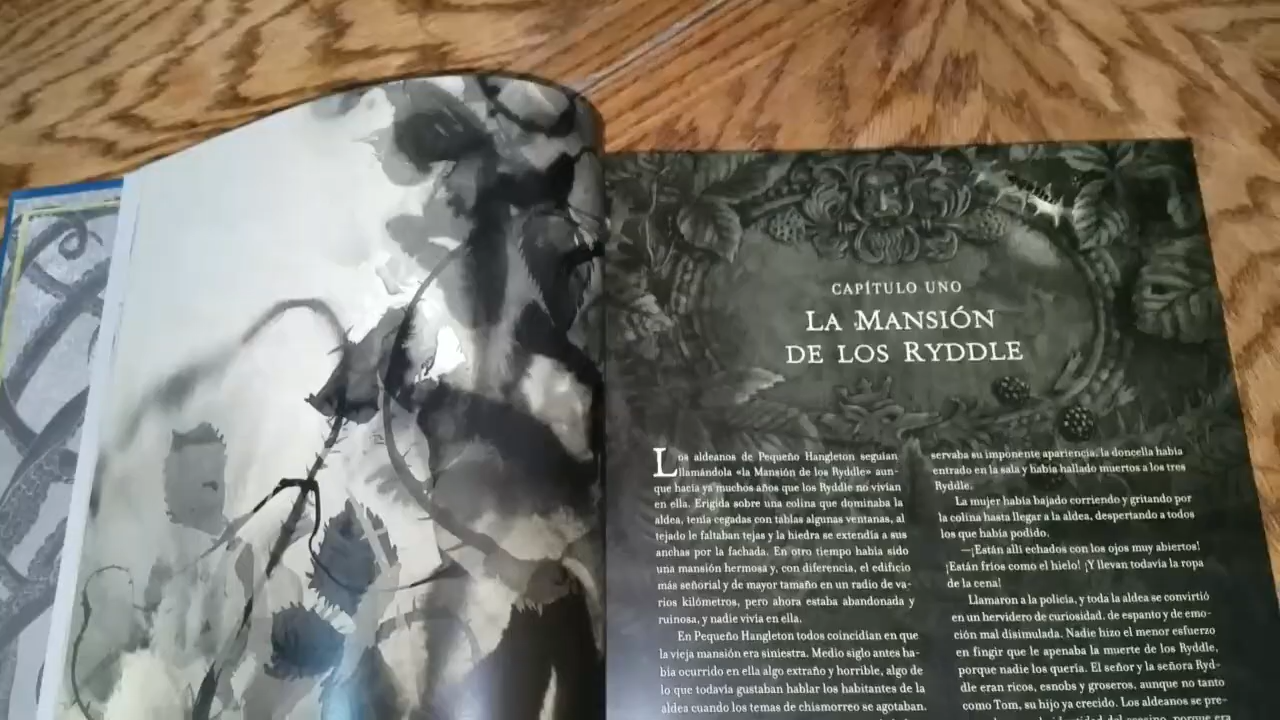 CAPÍTULO UNO
LA MANSIÓN
DE LOS RYDDLE
Los aldeanos de Pequeño Hangleton seguían
llamándola «la Mansión de los Ryddle» aun-
que hacía ya muchos años que los Ryddle no vivían
en ella. Erigida sobre una colina que dominaba la
aldea, tenía cegadas con tablas algunas ventanas, al
tejado le faltaban tejas y la hiedra se extendía a sus
anchas por la fachada. En otro tiempo había sido
una mansión hermosa y, con diferencia, el edificio
más señorial y de mayor tamaño en un radio de va-
rios kilómetros, pero ahora estaba abandonada y
ruinosa, y nadie vivía en ella.
En Pequeño Hangleton todos coincidían en que
la vieja mansión era siniestra. Medio siglo antes ha-
bía ocurrido en ella algo extraño y horrible, algo de
lo que todavía gustaban hablar los habitantes de la
aldea cuando los temas de chismorreo se agotaban.
servaba su imponente apariencia, la doncella había
entrado en la sala y había hallado muertos a los tres
Ryddle.
La mujer había bajado corriendo y gritando por
la colina hasta llegar a la aldea, despertando a todos
los que había podido.
—¡Están allí echados con los ojos muy abiertos!
¡Están fríos como el hielo! ¡Y llevan todavía la ropa
de la cena!
Llamaron a la policía, y toda la aldea se convirtió
en un hervidero de curiosidad, de espanto y de emo-
ción mal disimulada. Nadie hizo el menor esfuerzo
en fingir que le apenaba la muerte de los Ryddle,
porque nadie los quería. El señor y la señora Ryd-
dle eran ricos, esnobs y groseros, aunque no tanto
como Tom, su hijo ya crecido. Los aldeanos se pre-